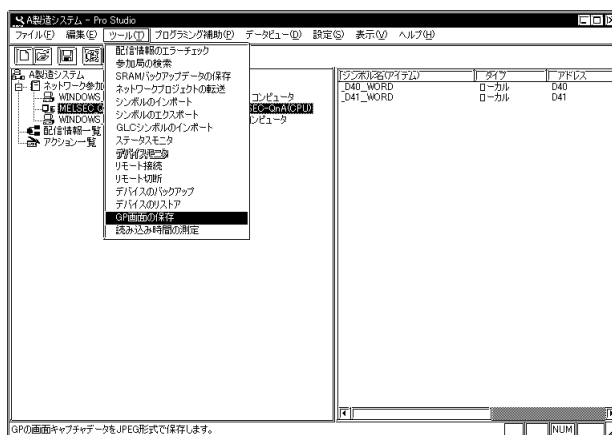 A製造システム - Pro Studio
ファイル(F) 編集(E) ツール(T) プログラミング補助(P) データビュー(D) 設定(S) 表示(V) ヘルプ(H)
配信情報のエラーチェック
参加局の検索
SRAMバックアップデータの保存
ネットワークプロジェクトの転送
シンボルのインポート
シンボルのエクスポート
GLCシンボルのインポート
ステータスモニタ
デバイスモニタ
リモート接続
リモート切断
デバイスのバックアップ
デバイスのリストア
GP画面の保存
読み込み時間の測定
A製造システム
ネットワーク参加
WINDOWS コンピュータ
MELSEC SEC-QnA(CPU)
WINDOWS ンピュータ
配信情報一覧
アクション一覧
シンボル名(アイテム) タイプ アドレス
_D40_WORD ローカル D40
_D41_WORD ローカル D41
GPの画面キャプチャデータをJPEG形式で保存します。 NUM